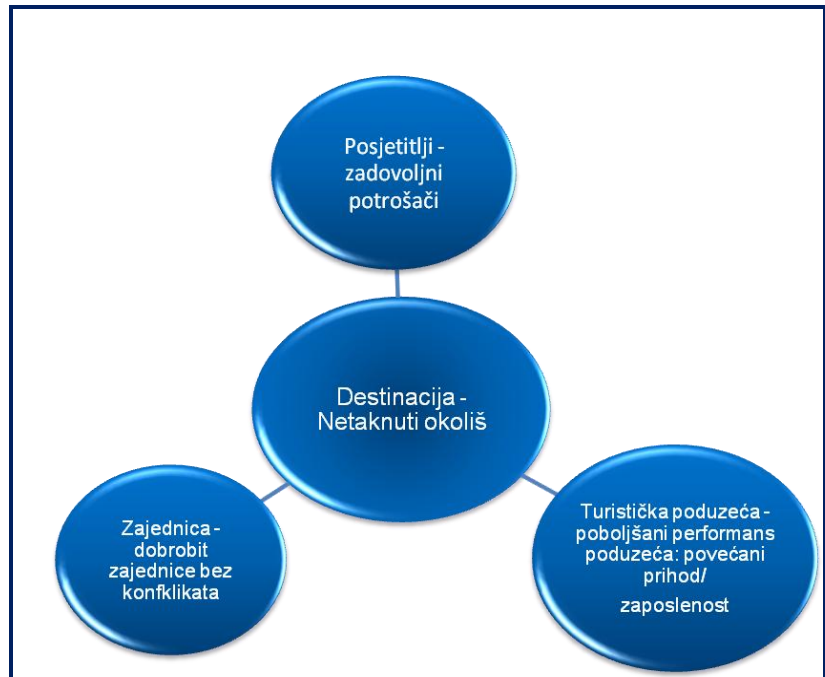 Posjetitlji -
zadovoljni
potrošači
Destinacija -
Netaknuti okoliš
Zajednica -
dobrobit
zajednice bez
konfklikata
Turistička poduzeća -
poboljšani performans
poduzeća: povećani
prihod/
zaposlenost